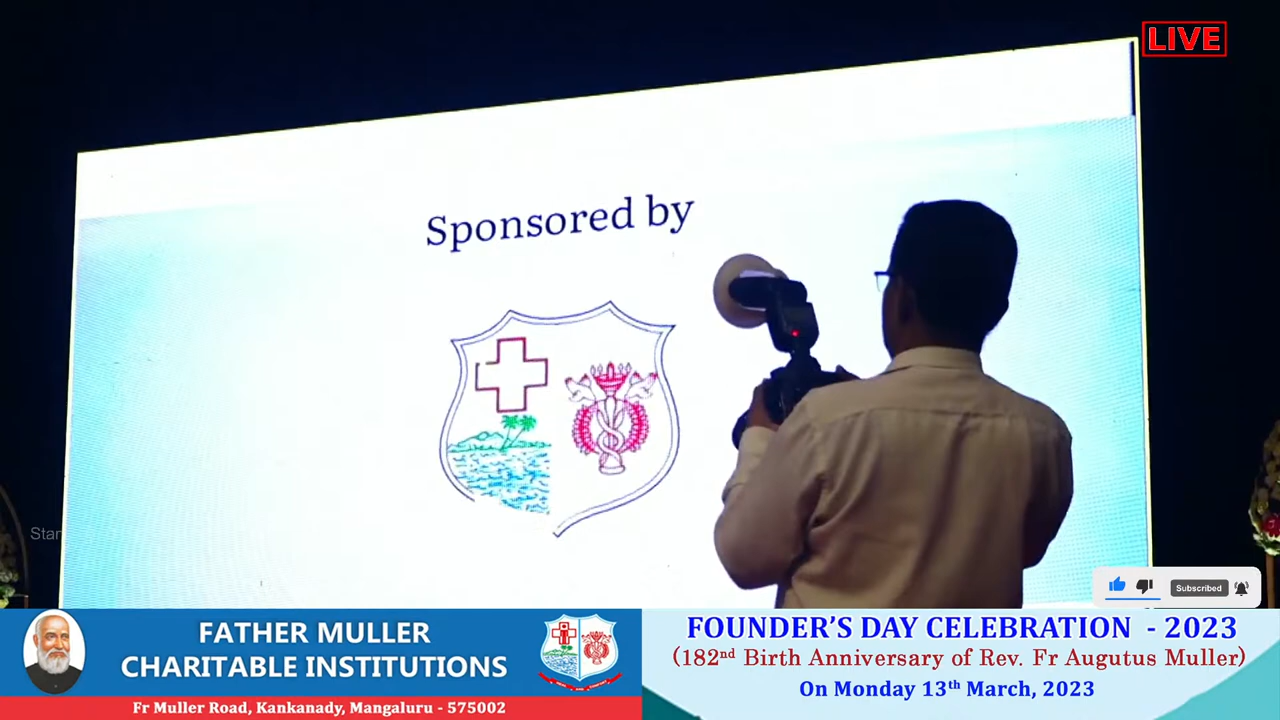 LIVE
Sponsored by
Star
Subscribed
FATHER MULLER
CHARITABLE INSTITUTIONS
Fr Muller Road, Kankanady, Mangaluru - 575002
FOUNDER'S DAY CELEBRATION - 2023
(182nd Birth Anniversary of Rev. Fr Augutus Muller)
On Monday 13th March, 2023